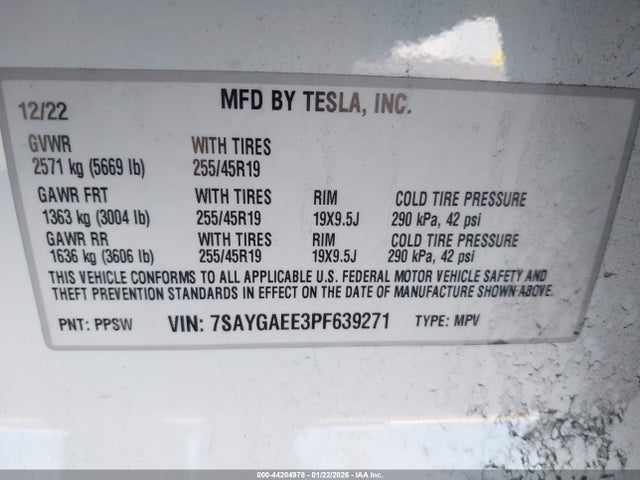 12/22 MFD BY TESLA, INC.
GVWR WITH TIRES
2571 kg (5669 lb) 255/45R19
GAWR FRT WITH TIRES RIM COLD TIRE PRESSURE
1363 kg (3004 lb) 255/45R19 19X9.5J 290 kPa, 42 psi
GAWR RR WITH TIRES RIM COLD TIRE PRESSURE
1636 kg (3606 lb) 255/45R19 19X9.5J 290 kPa, 42 psi
THIS VEHICLE CONFORMS TO ALL APPLICABLE U.S. FEDERAL MOTOR VEHICLE SAFETY AND
THEFT PREVENTION STANDARDS IN EFFECT ON THE DATE OF MANUFACTURE SHOWN ABOVE.
PNT: PPSW VIN: 7SAYGAEE3PF639271 TYPE: MPV
000-44204978 - 01/22/2026 - IAAI.COM